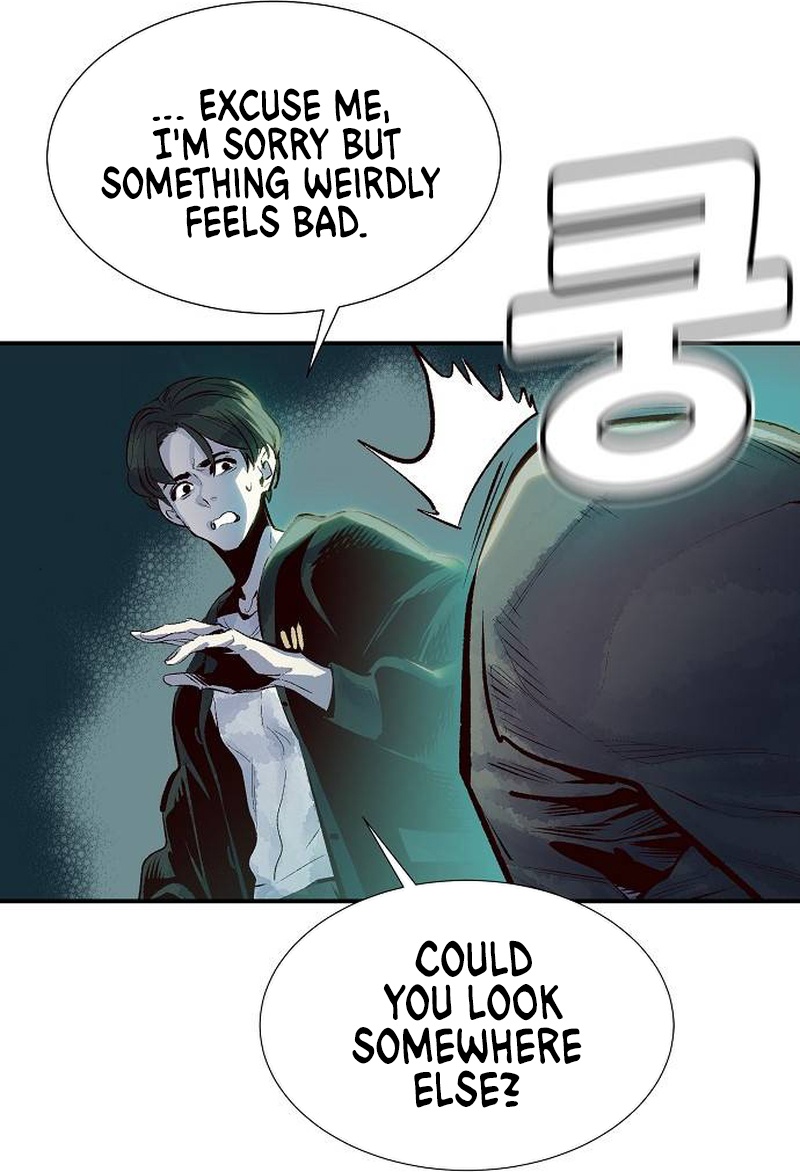 ... EXCUSE ME,
I'M SORRY BUT
SOMETHING WEIRDLY
FEELS BAD.
쿵
COULD
YOU LOOK
SOMEWHERE
ELSE?